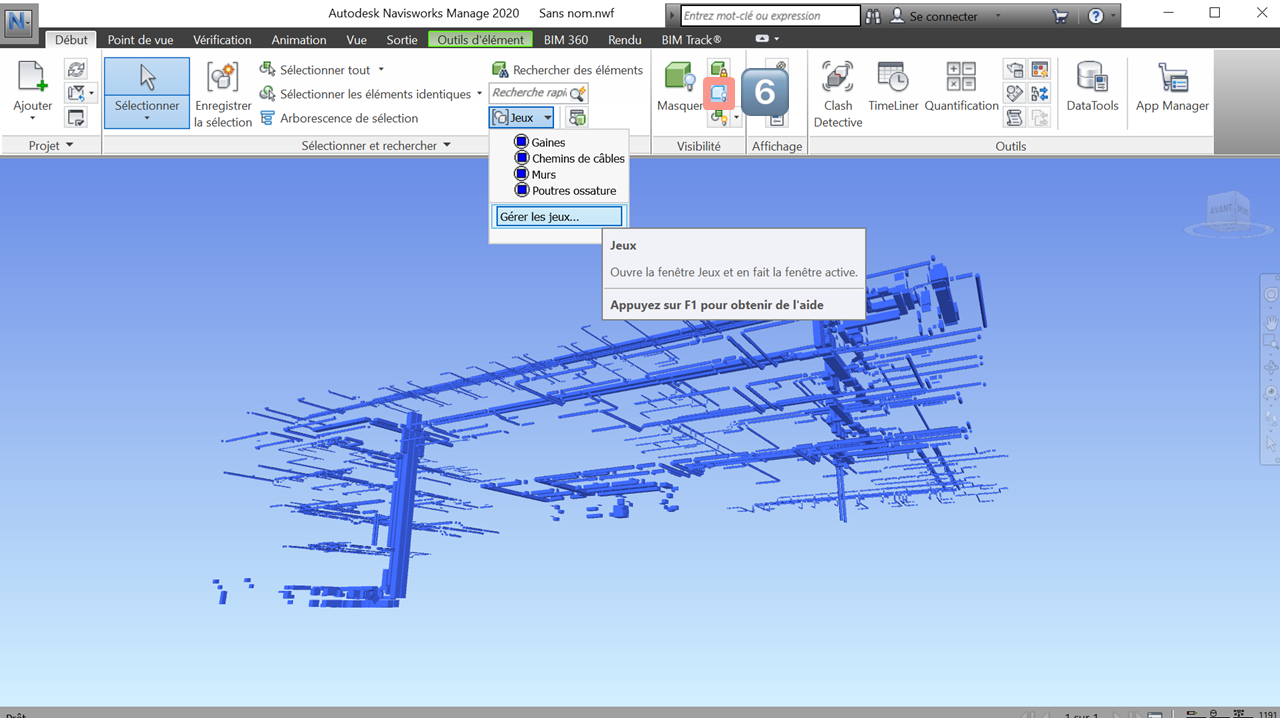 Autodesk Navisworks Manage 2020 Sans nom.nwf
Entrez mot-clé ou expression
Se connecter
N
Début Point de vue Vérification Animation Vue Sortie Outils d'élément BIM 360 Rendu BIM Track®
Ajouter
Projet
Sélectionner
Enregistrer
la sélection
Sélectionner tout
Sélectionner les éléments identiques
Arborescence de sélection
Rechercher des éléments
Recherche rapi
Jeux
Sélectionner et rechercher
Masquer
6
Visibilité
Affichage
Clash
Detective
TimeLiner
Quantification
DataTools
App Manager
Outils
Gaines
Chemins de câbles
Murs
Poutres ossature
Gérer les jeux...
Jeux
Ouvre la fenêtre Jeux et en fait la fenêtre active.
Appuyez sur F1 pour obtenir de l'aide
AVANT
Prêt
1 sur 1
1191